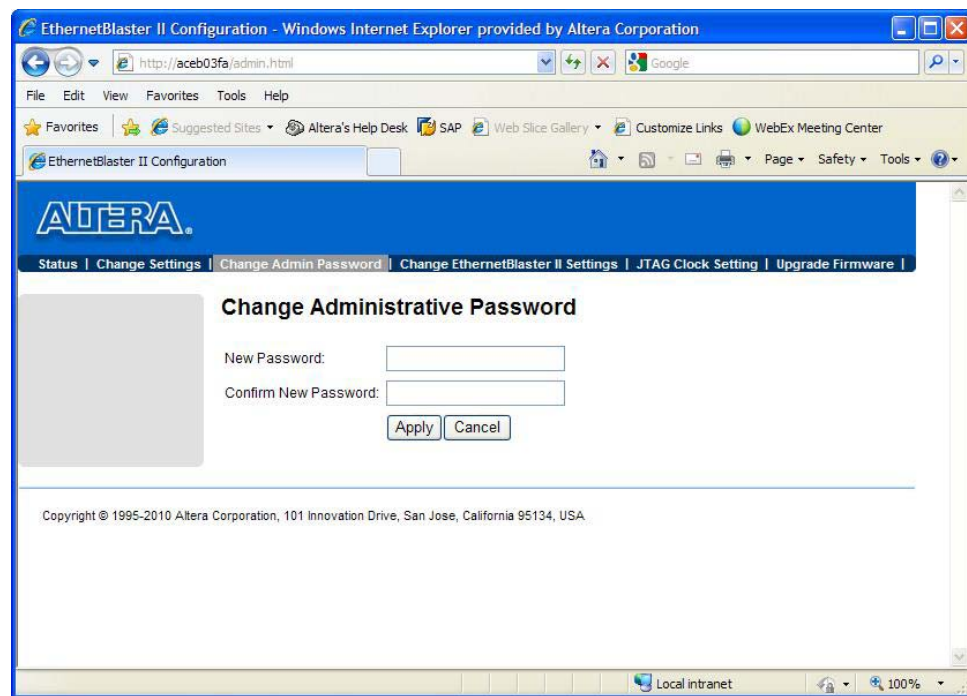 EthernetBlaster II Configuration - Windows Internet Explorer provided by Altera Corporation
http://aceb03fa/admin.html
Google
File Edit View Favorites Tools Help
Favorites Suggested Sites Altera's Help Desk SAP Web Slice Gallery Customize Links WebEx Meeting Center
EthernetBlaster II Configuration
Page Safety Tools
ALTERA.
Status | Change Settings | Change Admin Password | Change EthernetBlaster II Settings | JTAG Clock Setting | Upgrade Firmware |
Change Administrative Password
New Password:
Confirm New Password:
Apply Cancel
Copyright © 1995-2010 Altera Corporation, 101 Innovation Drive, San Jose, California 95134, USA
Local intranet 100%